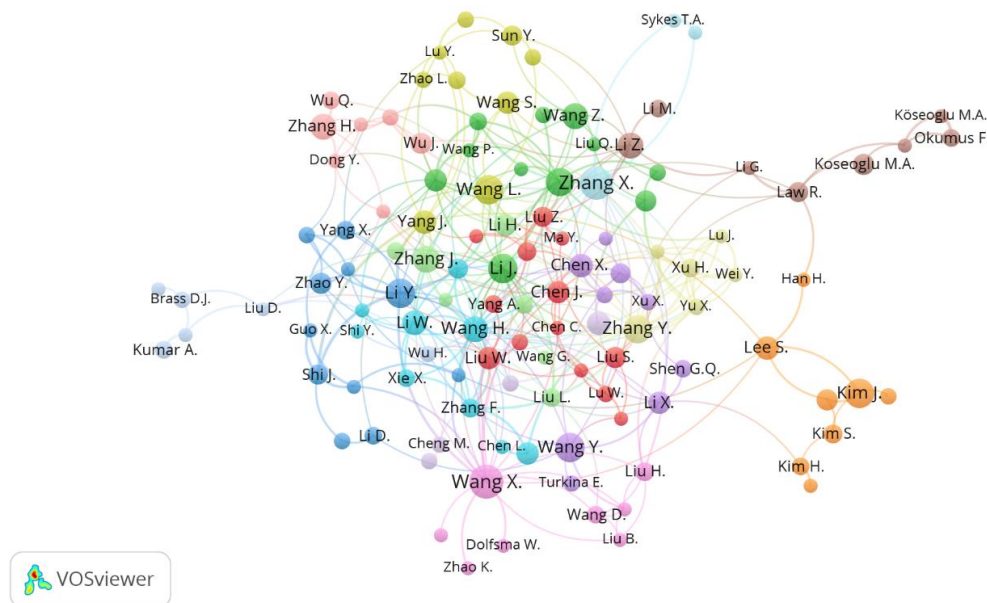 Sykes T.A.
Sun Y.
Lu Y.
Zhao L.
Wu Q.
Wang S.
Wang Z.
Li M.
Köseoglu M.A.
Zhang H.
Wu J.
Wang P.
Liu Q.
Li Z.
Okumus F
Dong Y.
Koseoglu M.A.
Li G.
Zhang X.
Wang L.
Law R.
Yang J.
Li H.
Liu Z.
Yang X.
Ma Y.
Lu J.
Zhang J.
Li J.
Chen X.
Xu H.
Wei Y.
Zhao Y.
Han H.
Li Y.
Chen J.
Brass D.J.
Liu D.
Yang A.
Xu X.
Yu X.
Guo X.
Shi Y.
Li W.
Wang H.
Chen C.
Zhang Y.
Kumar A.
Wu H.
Liu W.
Wang G.
Liu S.
Lee S.
Shi J.
Xie X.
Shen G.Q.
Lu W.
Kim J.
Zhang F.
Liu L.
Li X.
Li D.
Cheng M.
Chen L.
Wang Y.
Kim S.
Kim H.
Wang X.
Turkina E.
Liu H.
Wang D.
Dolfsma W.
Liu B.
Zhao K.
VOSviewer